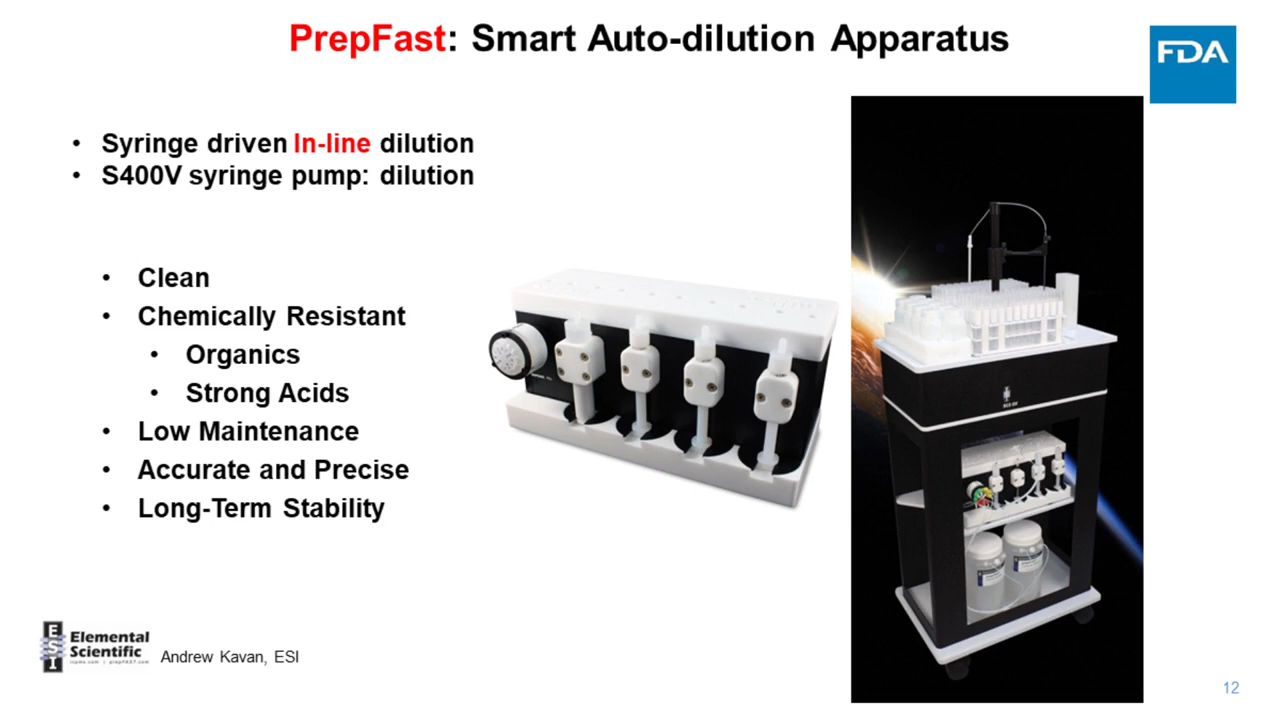 PrepFast: Smart Auto-dilution Apparatus
FDA
• Syringe driven In-line dilution
• S400V syringe pump: dilution
• Clean
• Chemically Resistant
• Organics
• Strong Acids
• Low Maintenance
• Accurate and Precise
• Long-Term Stability
ESI
Elemental
Scientific
Andrew Kavan, ESI
12